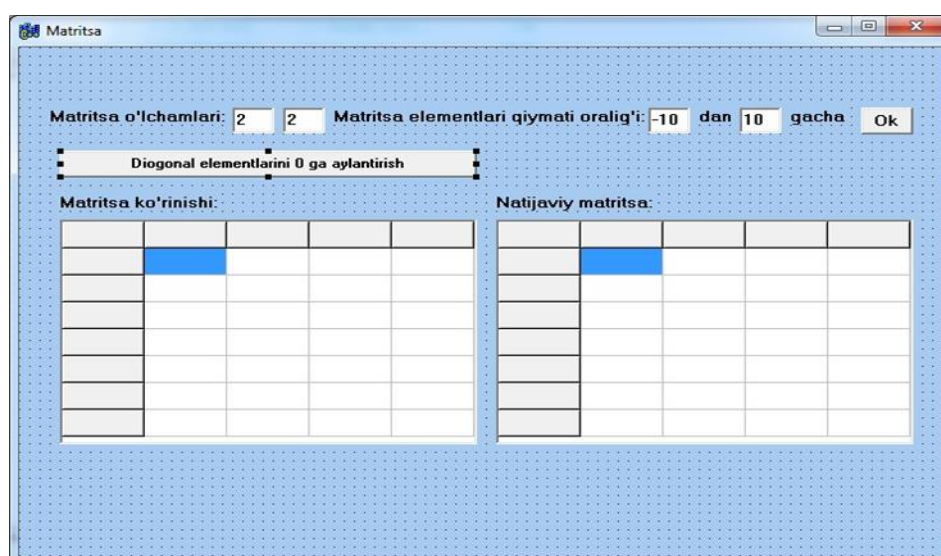 Matritsa
Matritsa o'lchamlari: 2 2 Matritsa elementlari qiymati oralig'i: -10 dan 10 gacha Ok
Diogonal elementlarini 0 ga aylantirish
Matritsa ko'rinishi: Natijaviy matritsa: